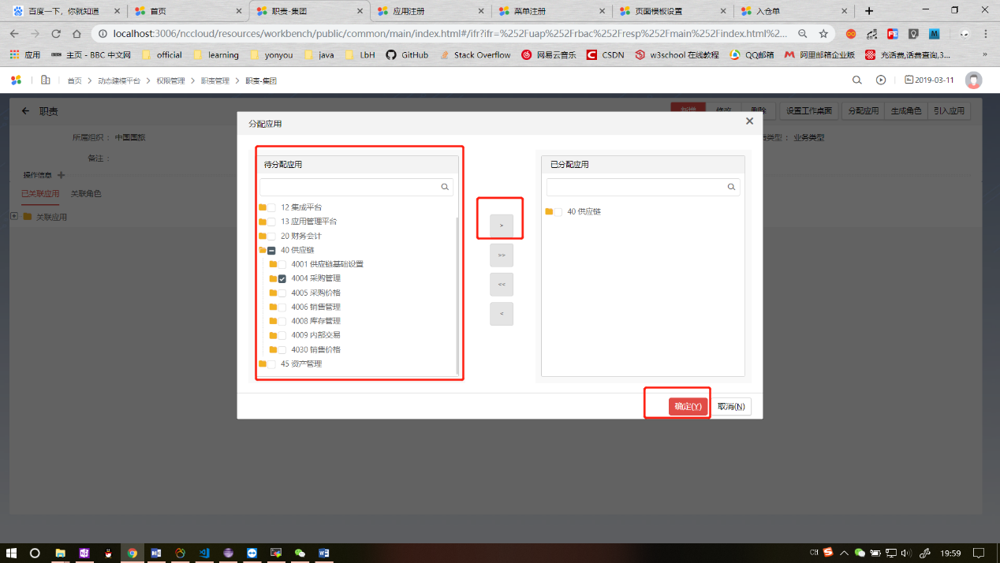 百度一下，你就知道
首页
职责-集团
应用注册
菜单注册
页面模板设置
入仓单
localhost:3006/nccloud/resources/workbench/public/common/main/index.html#/ifr?ifr=%252Fuap%252Frbac%252Fresp%252Fmain%252Findex.html%2...
应用
主页 - BBC 中文网
official
learning
yonyou
java
LbH
GitHub
Stack Overflow
网易云音乐
CSDN
w3school 在线教程
QQ邮箱
阿里邮箱企业版
充话费,话费查询,3...
首页 > 动态建模平台 > 权限管理 > 职责管理 > 职责-集团
2019-03-11
职责
新增
修改
删除
设置工作桌面
分配应用
生成角色
引入应用
所属组织： 中国国旅
类型： 业务类型
备注：
操作信息
已关联应用
关联角色
关联应用
分配应用
待分配应用
12 集成平台
13 应用管理平台
20 财务会计
40 供应链
4001 供应链基础设置
4004 采购管理
4005 采购价格
4006 销售管理
4008 库存管理
4009 内部交易
4030 销售价格
45 资产管理
>
>>
<<
<
已分配应用
40 供应链
确定(Y)
取消(N)
CH
19:59